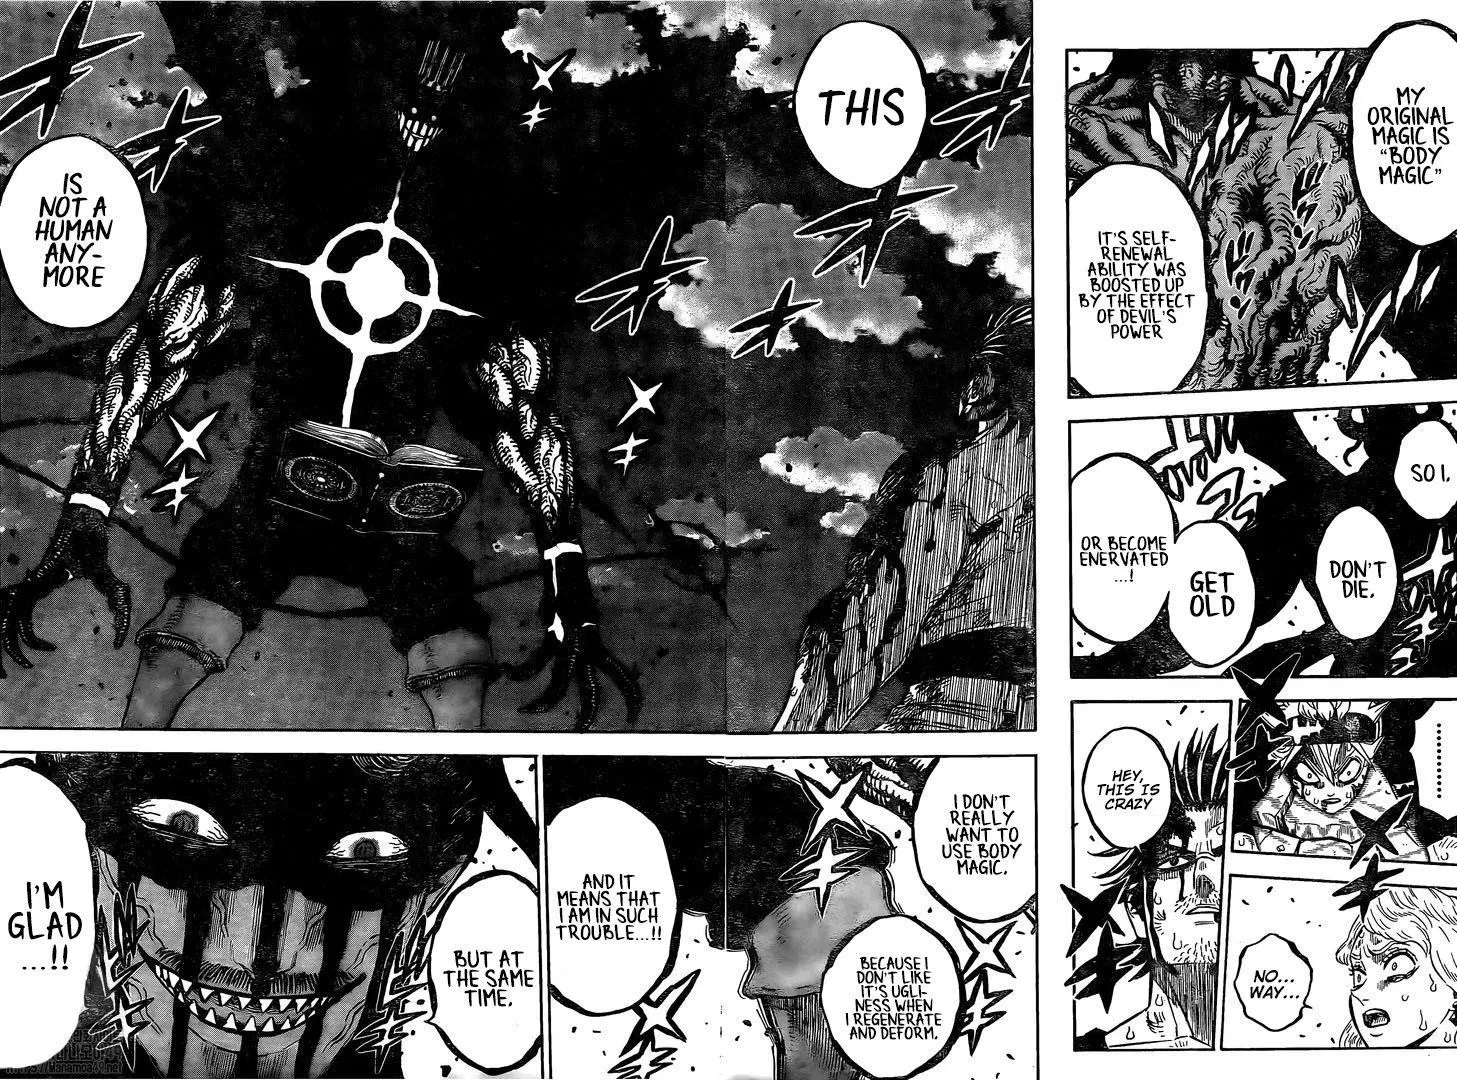 MY
ORIGINAL
MAGIC IS
"BODY
MAGIC"
IT'S SELF-
RENEWAL
ABILITY WAS
BOOSTED UP
BY THE EFFECT
OF DEVIL'S
POWER
SO I,
DON'T
DIE,
GET
OLD
OR BECOME
ENERVATED
...!
HEY,
THIS IS
CRAZY
NO...
WAY...
THIS
IS
NOT A
HUMAN
ANY-
MORE
I DON'T
REALLY
WANT TO
USE BODY
MAGIC.
BECAUSE I
DON'T LIKE
IT'S UGLI-
NESS WHEN
I REGENERATE
AND DEFORM.
AND IT
MEANS THAT
I AM IN SUCH
TROUBLE...!!
BUT AT
THE SAME
TIME,
I'M
GLAD
...!!